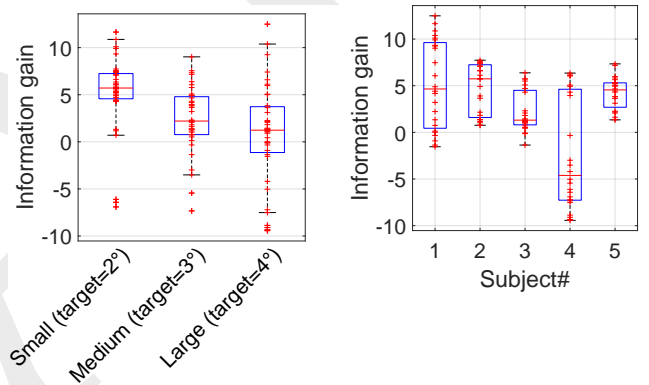 Information gain
10
5
0
-5
-10
Small (target=2°)
Medium (target=3°)
Large (target=4°)
Information gain
10
5
0
-5
-10
1 2 3 4 5
Subject#